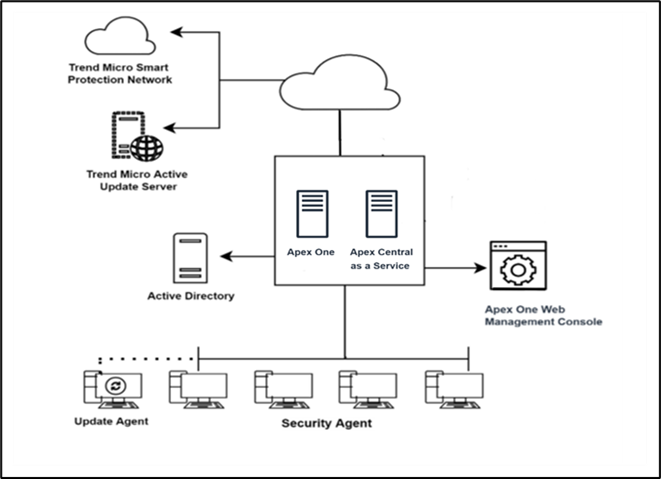 Trend Micro Smart
Protection Network
Trend Micro Active
Update Server
Apex One
Apex Central
as a Service
Active Directory
Apex One Web
Management Console
Update Agent
Security Agent